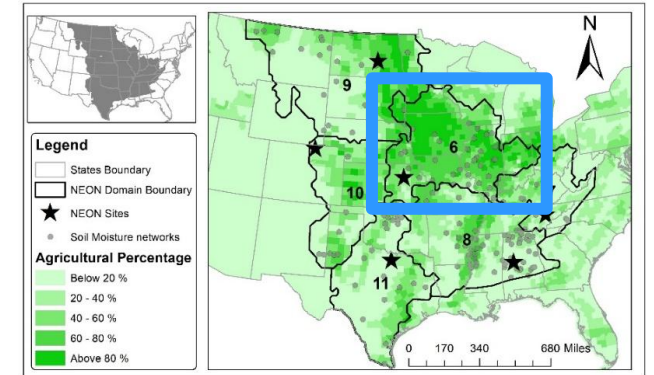 N
9
6
10
8
11
Legend
States Boundary
NEON Domain Boundary
NEON Sites
Soil Moisture networks
Agricultural Percentage
Below 20 %
20 - 40 %
40 - 60 %
60 - 80 %
Above 80 %
0 170 340 680 Miles